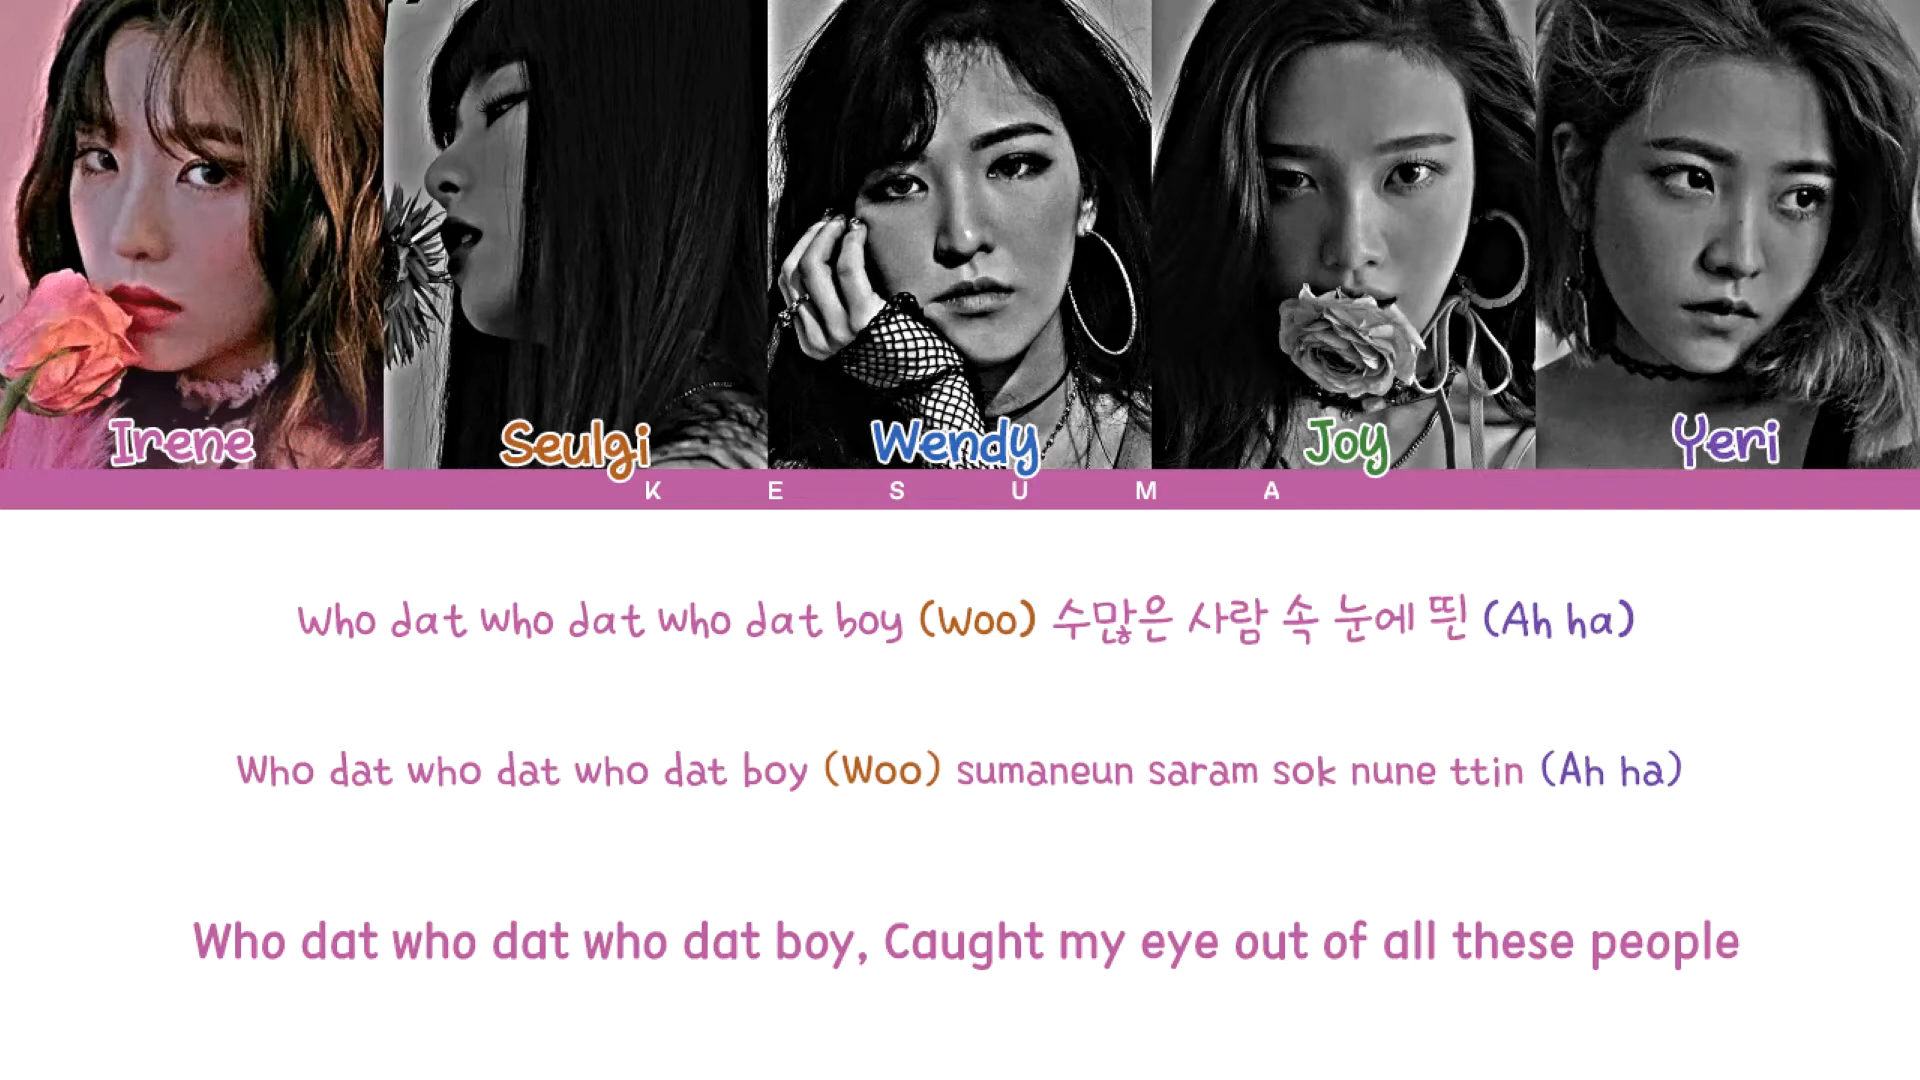 Irene Seulgi Wendy Joy Yeri
K E S U M A
Who dat who dat who dat boy (Woo) 수많은 사람 속 눈에 띈 (Ah ha)
Who dat who dat who dat boy (Woo) sumaneun saram sok nune ttin (Ah ha)
Who dat who dat who dat boy, Caught my eye out of all these people